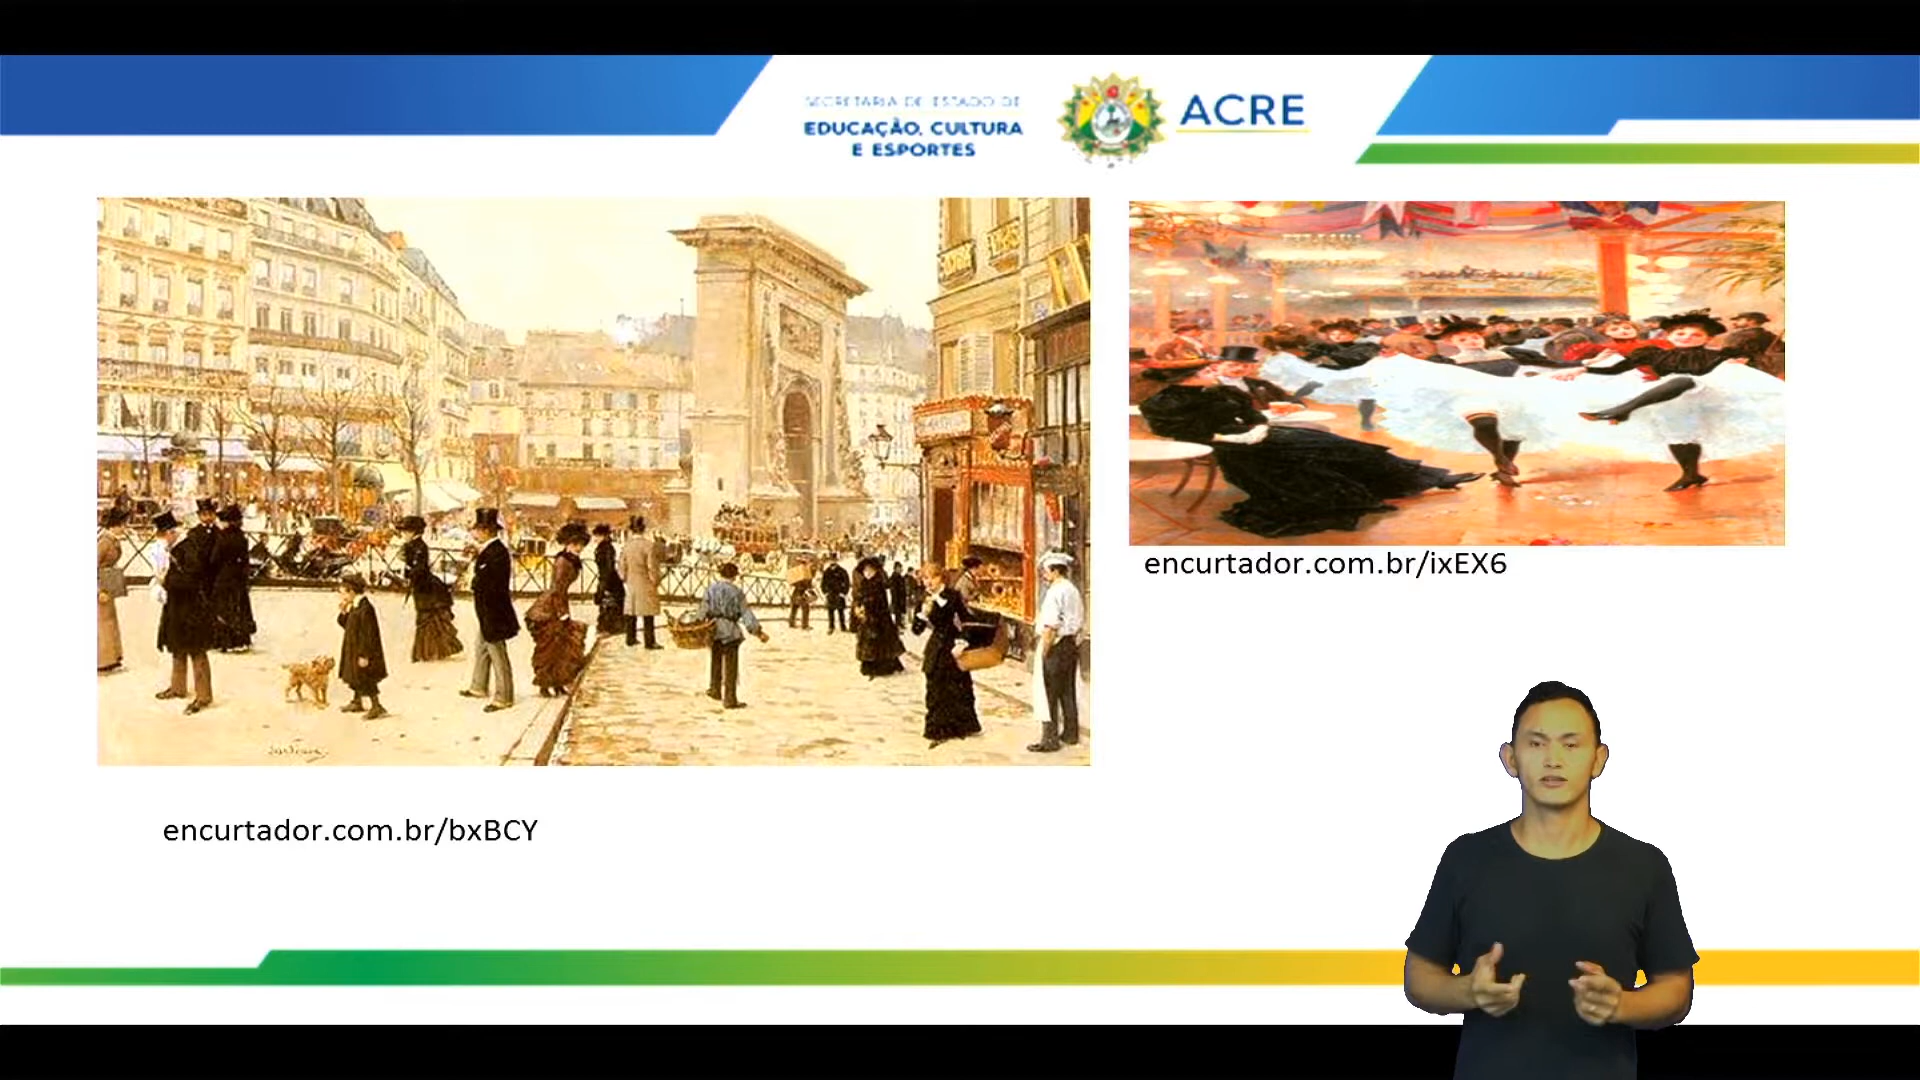 SECRETARIA DE ESTADO DE
EDUCAÇÃO, CULTURA
E ESPORTES
ACRE
encurtador.com.br/ixEX6
encurtador.com.br/bxBCY